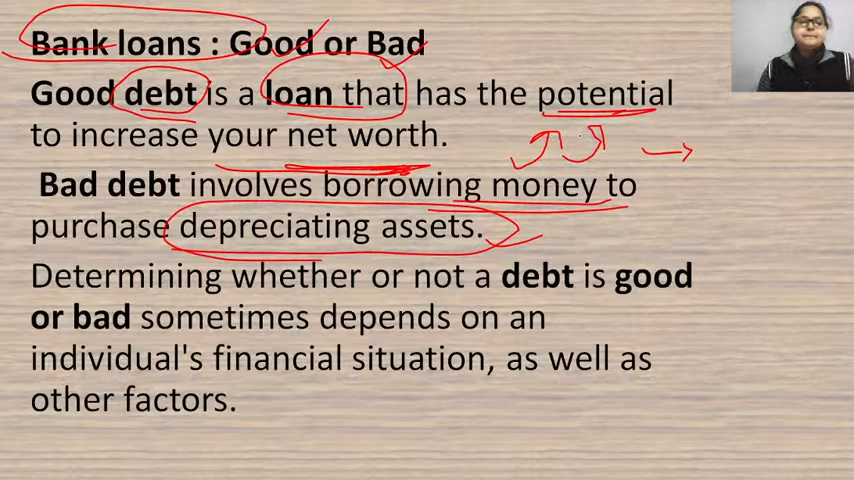 Bank loans : Good or Bad
Good debt is a loan that has the potential
to increase your net worth.
Bad debt involves borrowing money to
purchase depreciating assets.
Determining whether or not a debt is good
or bad sometimes depends on an
individual's financial situation, as well as
other factors.